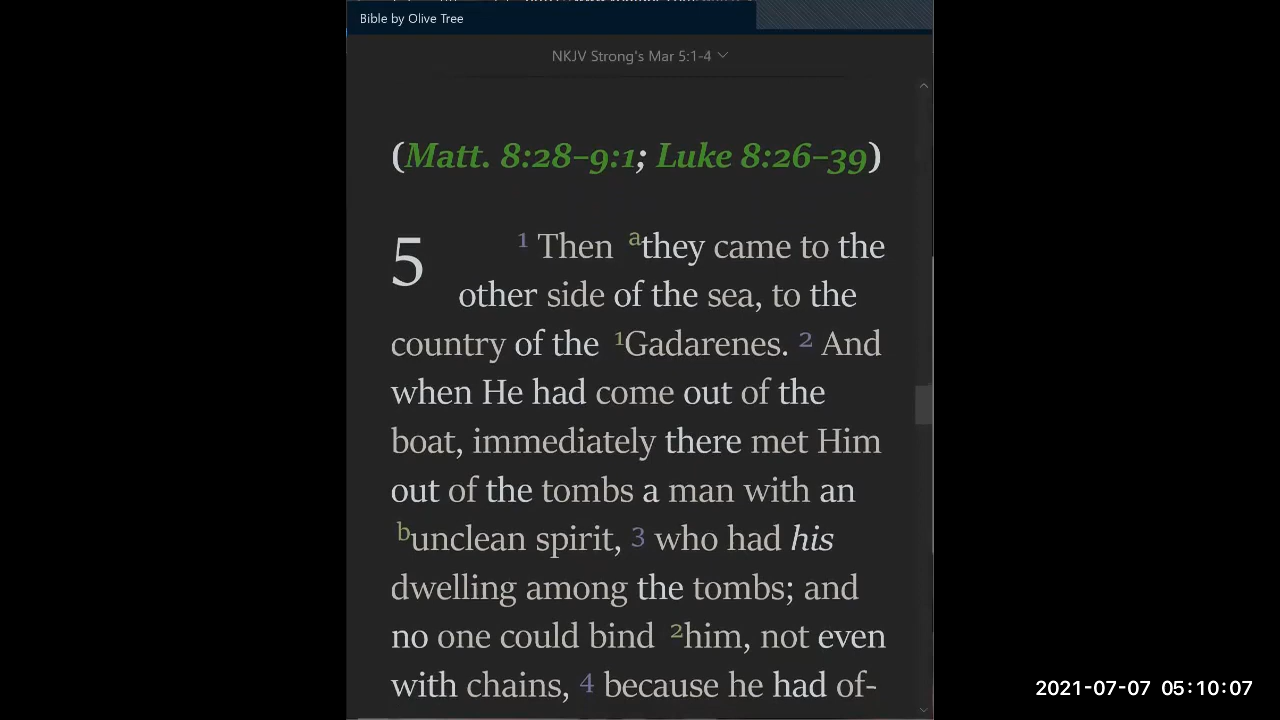 Bible by Olive Tree
NKJV Strong's Mar 5:1-4
(Matt. 8:28–9:1; Luke 8:26–39)
5 1 Then a they came to the
other side of the sea, to the
country of the 1Gadarenes. 2 And
when He had come out of the
boat, immediately there met Him
out of the tombs a man with an
b unclean spirit, 3 who had his
dwelling among the tombs; and
no one could bind 2him, not even
with chains, 4 because he had of-
2021-07-07 05:10:07